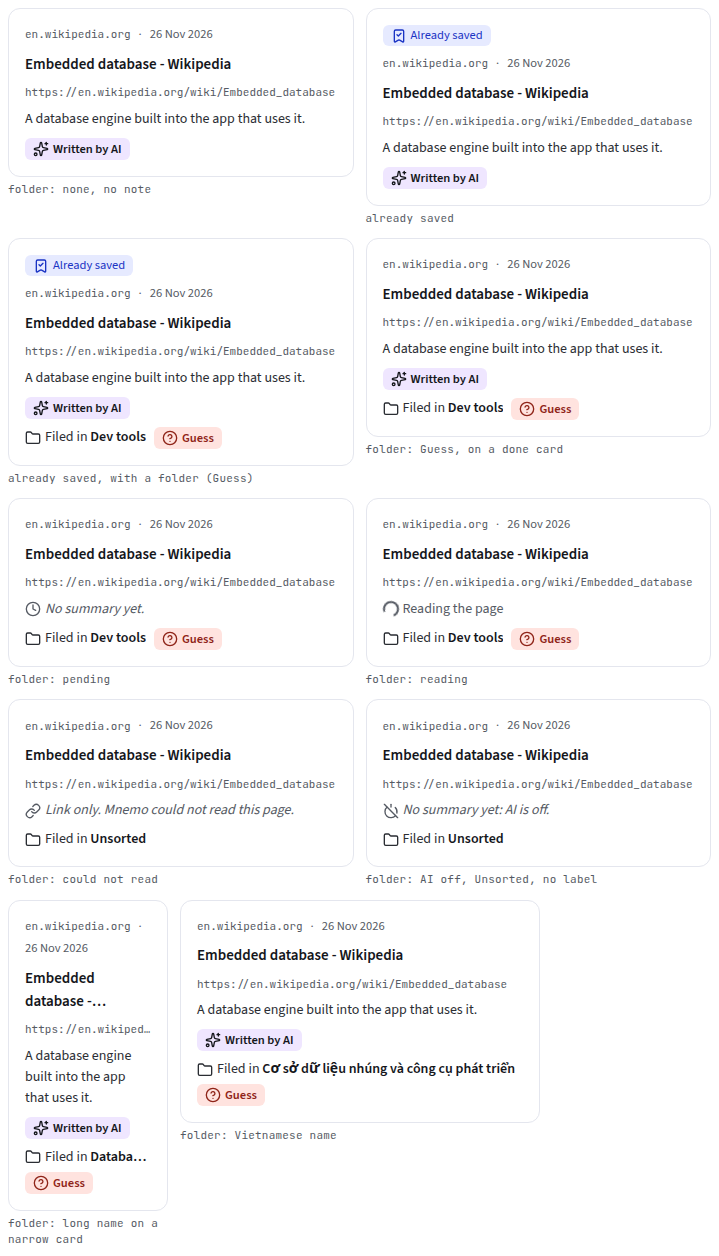 en.wikipedia.org · 26 Nov 2026
Embedded database - Wikipedia
https://en.wikipedia.org/wiki/Embedded_database
A database engine built into the app that uses it.
Written by AI
folder: none, no note
Already saved
en.wikipedia.org · 26 Nov 2026
Embedded database - Wikipedia
https://en.wikipedia.org/wiki/Embedded_database
A database engine built into the app that uses it.
Written by AI
already saved
Already saved
en.wikipedia.org · 26 Nov 2026
Embedded database - Wikipedia
https://en.wikipedia.org/wiki/Embedded_database
A database engine built into the app that uses it.
Written by AI
Filed in Dev tools Guess
already saved, with a folder (Guess)
en.wikipedia.org · 26 Nov 2026
Embedded database - Wikipedia
https://en.wikipedia.org/wiki/Embedded_database
A database engine built into the app that uses it.
Written by AI
Filed in Dev tools Guess
folder: Guess, on a done card
en.wikipedia.org · 26 Nov 2026
Embedded database - Wikipedia
https://en.wikipedia.org/wiki/Embedded_database
No summary yet.
Filed in Dev tools Guess
folder: pending
en.wikipedia.org · 26 Nov 2026
Embedded database - Wikipedia
https://en.wikipedia.org/wiki/Embedded_database
Reading the page
Filed in Dev tools Guess
folder: reading
en.wikipedia.org · 26 Nov 2026
Embedded database - Wikipedia
https://en.wikipedia.org/wiki/Embedded_database
Link only. Mnemo could not read this page.
Filed in Unsorted
folder: could not read
en.wikipedia.org · 26 Nov 2026
Embedded database - Wikipedia
https://en.wikipedia.org/wiki/Embedded_database
No summary yet: AI is off.
Filed in Unsorted
folder: AI off, Unsorted, no label
en.wikipedia.org ·
26 Nov 2026
Embedded
database -...
https://en.wikiped…
A database engine
built into the app
that uses it.
Written by AI
Filed in Databa...
Guess
folder: long name on a
narrow card
en.wikipedia.org · 26 Nov 2026
Embedded database - Wikipedia
https://en.wikipedia.org/wiki/Embedded_database
A database engine built into the app that uses it.
Written by AI
Filed in Cơ sở dữ liệu nhúng và công cụ phát triển
Guess
folder: Vietnamese name